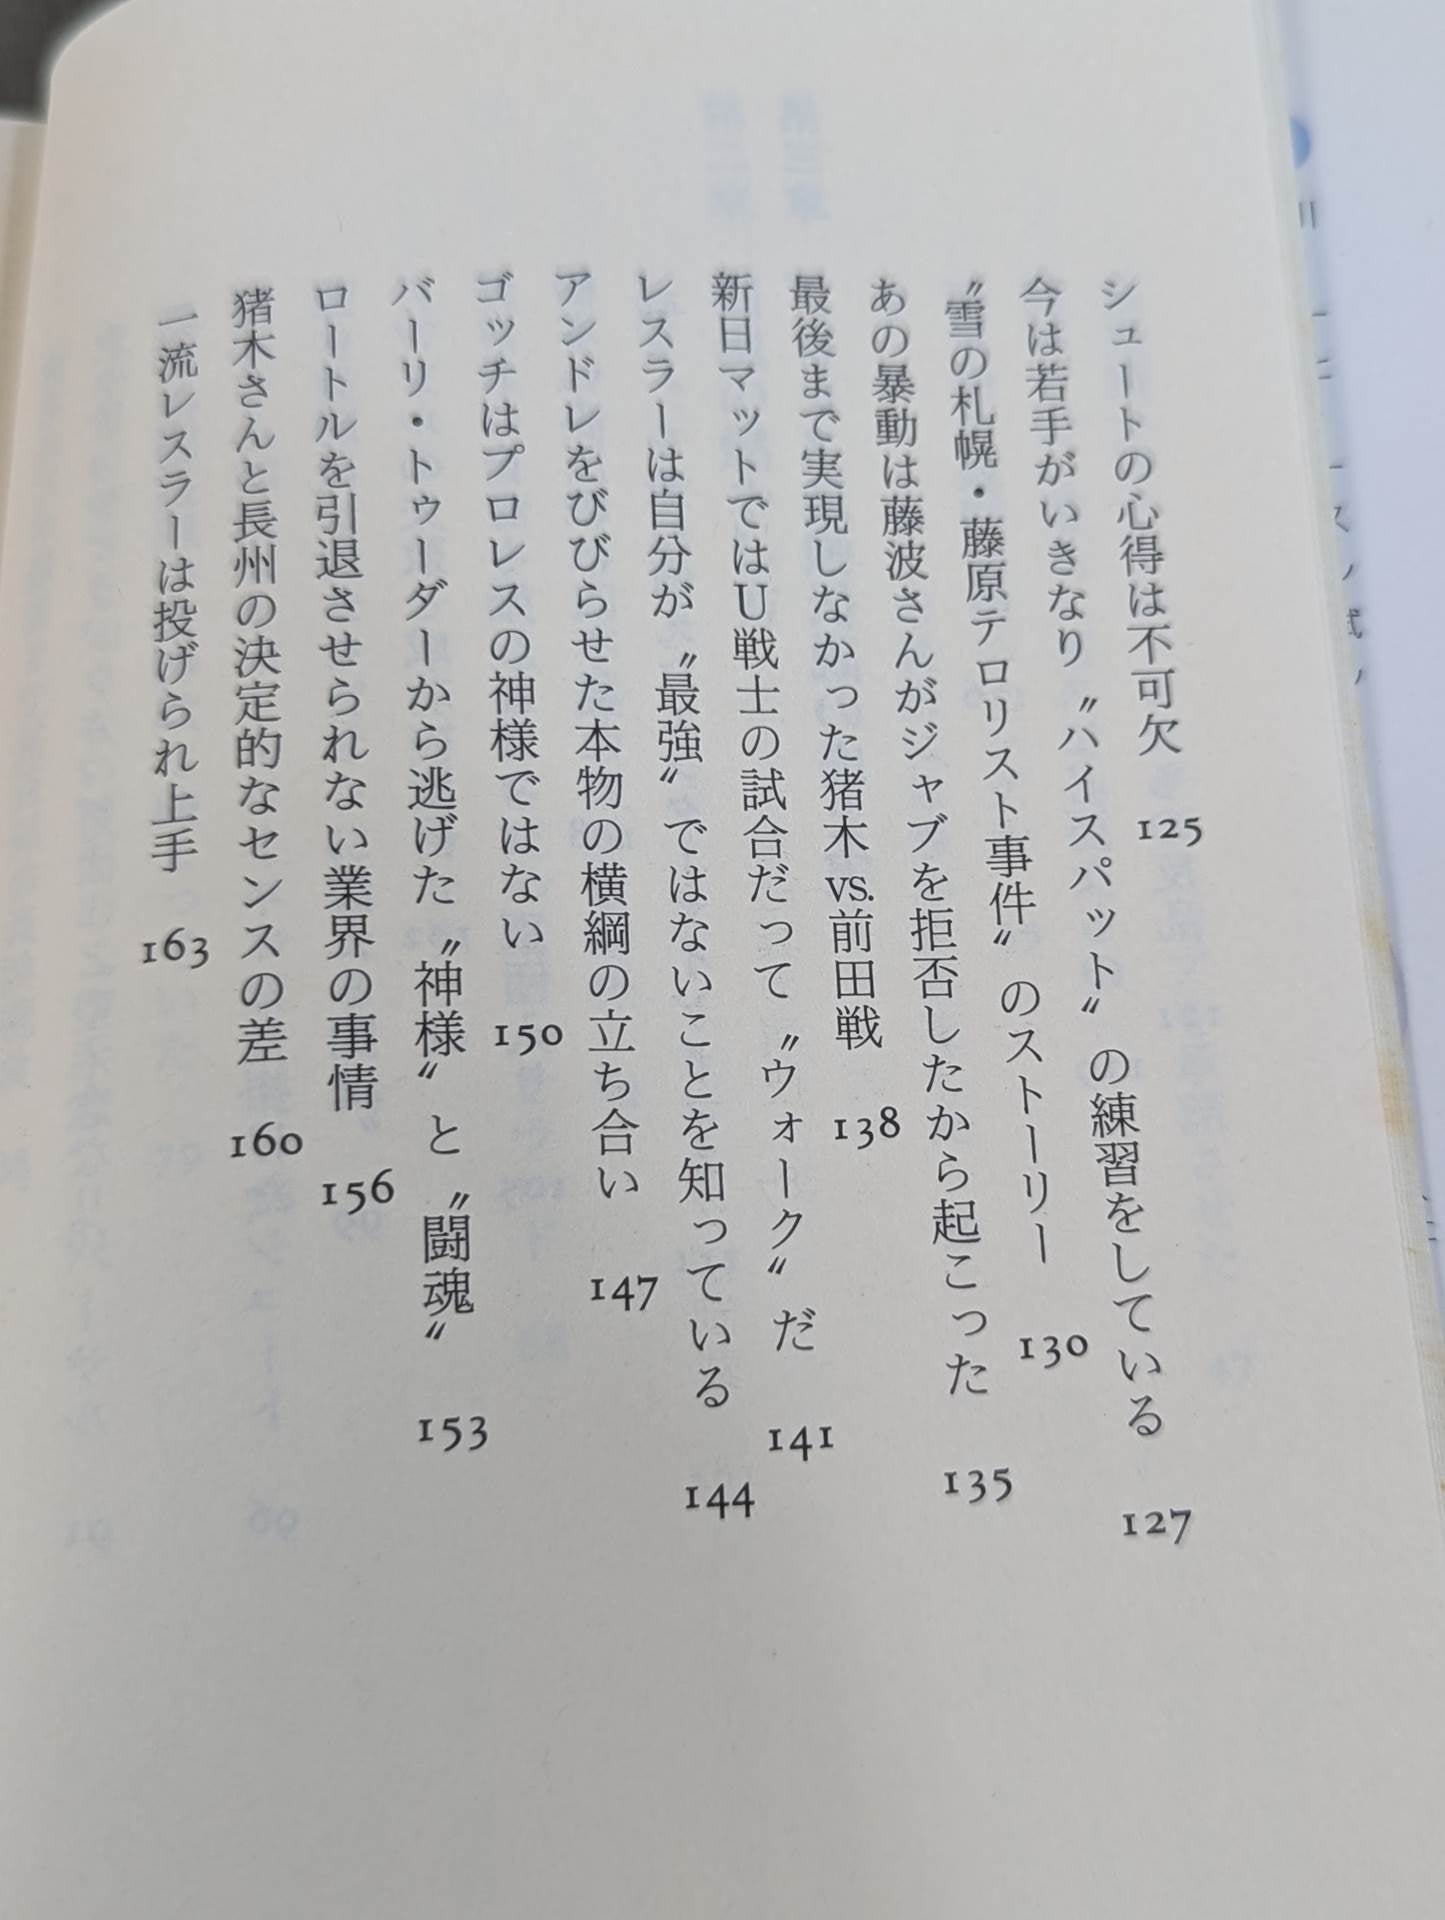 シュートの心得は不可欠 125
今は若手がいきなり〝ハイスパット〟の練習をしている 127
〝雪の札幌・藤原テロリスト事件〟のストーリー 130
あの暴動は藤波さんがジャブを拒否したから起こった 135
最後まで実現しなかった猪木vs.前田戦 138
新日マットではU戦士の試合だって〝ウォーク〟だ 141
レスラーは自分が〝最強〟ではないことを知っている 144
アンドレをびびらせた本物の横綱の立ち合い 147
ゴッチはプロレスの神様ではない 150
バーリ・トゥーダーから逃げた〝神様〟と〝闘魂〟 153
ロートルを引退させられない業界の事情 156
猪木さんと長州の決定的なセンスの差 160
一流レスラーは投げられ上手 163